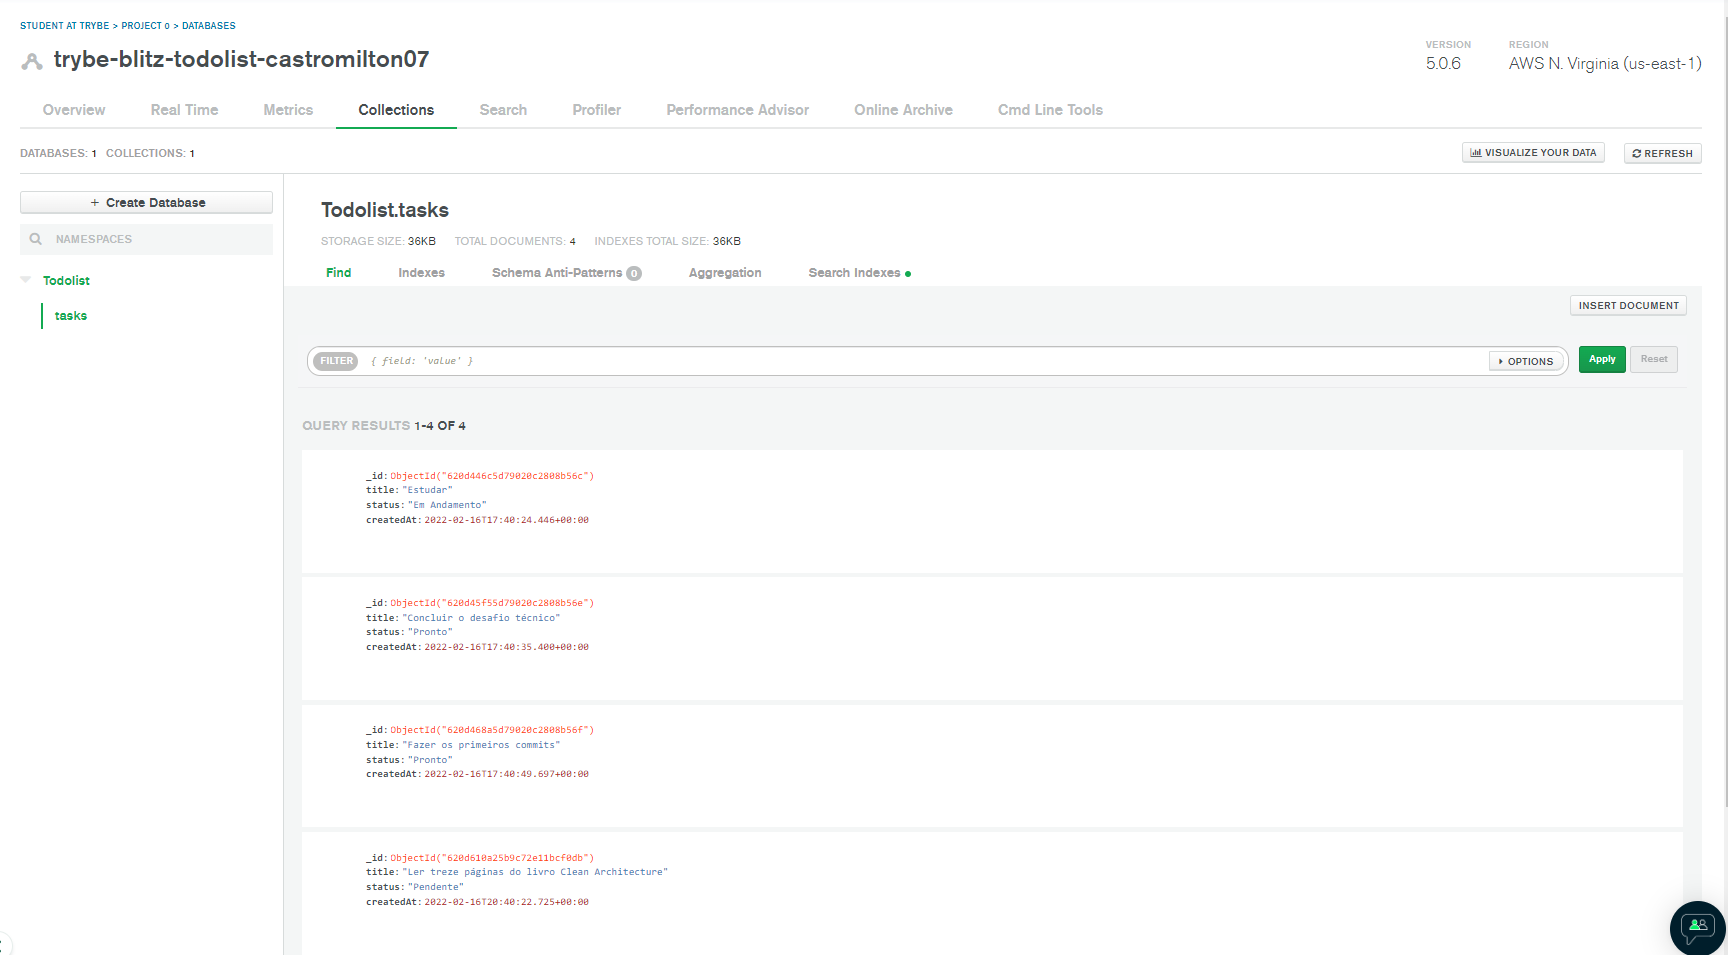 STUDENT AT TRYBE > PROJECT 0 > DATABASES
trybe-blitz-todolist-castromilton07
VERSION REGION
5.0.6 AWS N. Virginia (us-east-1)
Overview Real Time Metrics Collections Search Profiler Performance Advisor Online Archive Cmd Line Tools
DATABASES: 1 COLLECTIONS: 1
VISUALIZE YOUR DATA REFRESH
+ Create Database
NAMESPACES
Todolist
tasks
Todolist.tasks
STORAGE SIZE: 36KB TOTAL DOCUMENTS: 4 INDEXES TOTAL SIZE: 36KB
Find Indexes Schema Anti-Patterns 0 Aggregation Search Indexes
INSERT DOCUMENT
FILTER { field: 'value' } OPTIONS Apply Reset
QUERY RESULTS 1-4 OF 4
_id: ObjectId("620d446c5d79020c2808b56c")
title: "Estudar"
status: "Em Andamento"
createdAt: 2022-02-16T17:40:24.446+00:00
_id: ObjectId("620d45f55d79020c2808b56e")
title: "Concluir o desafio técnico"
status: "Pronto"
createdAt: 2022-02-16T17:40:35.400+00:00
_id: ObjectId("620d468a5d79020c2808b56f")
title: "Fazer os primeiros commits"
status: "Pronto"
createdAt: 2022-02-16T17:40:49.697+00:00
_id: ObjectId("620d610a25b9c72e11bcf0db")
title: "Ler treze páginas do livro Clean Architecture"
status: "Pendente"
createdAt: 2022-02-16T20:40:22.725+00:00